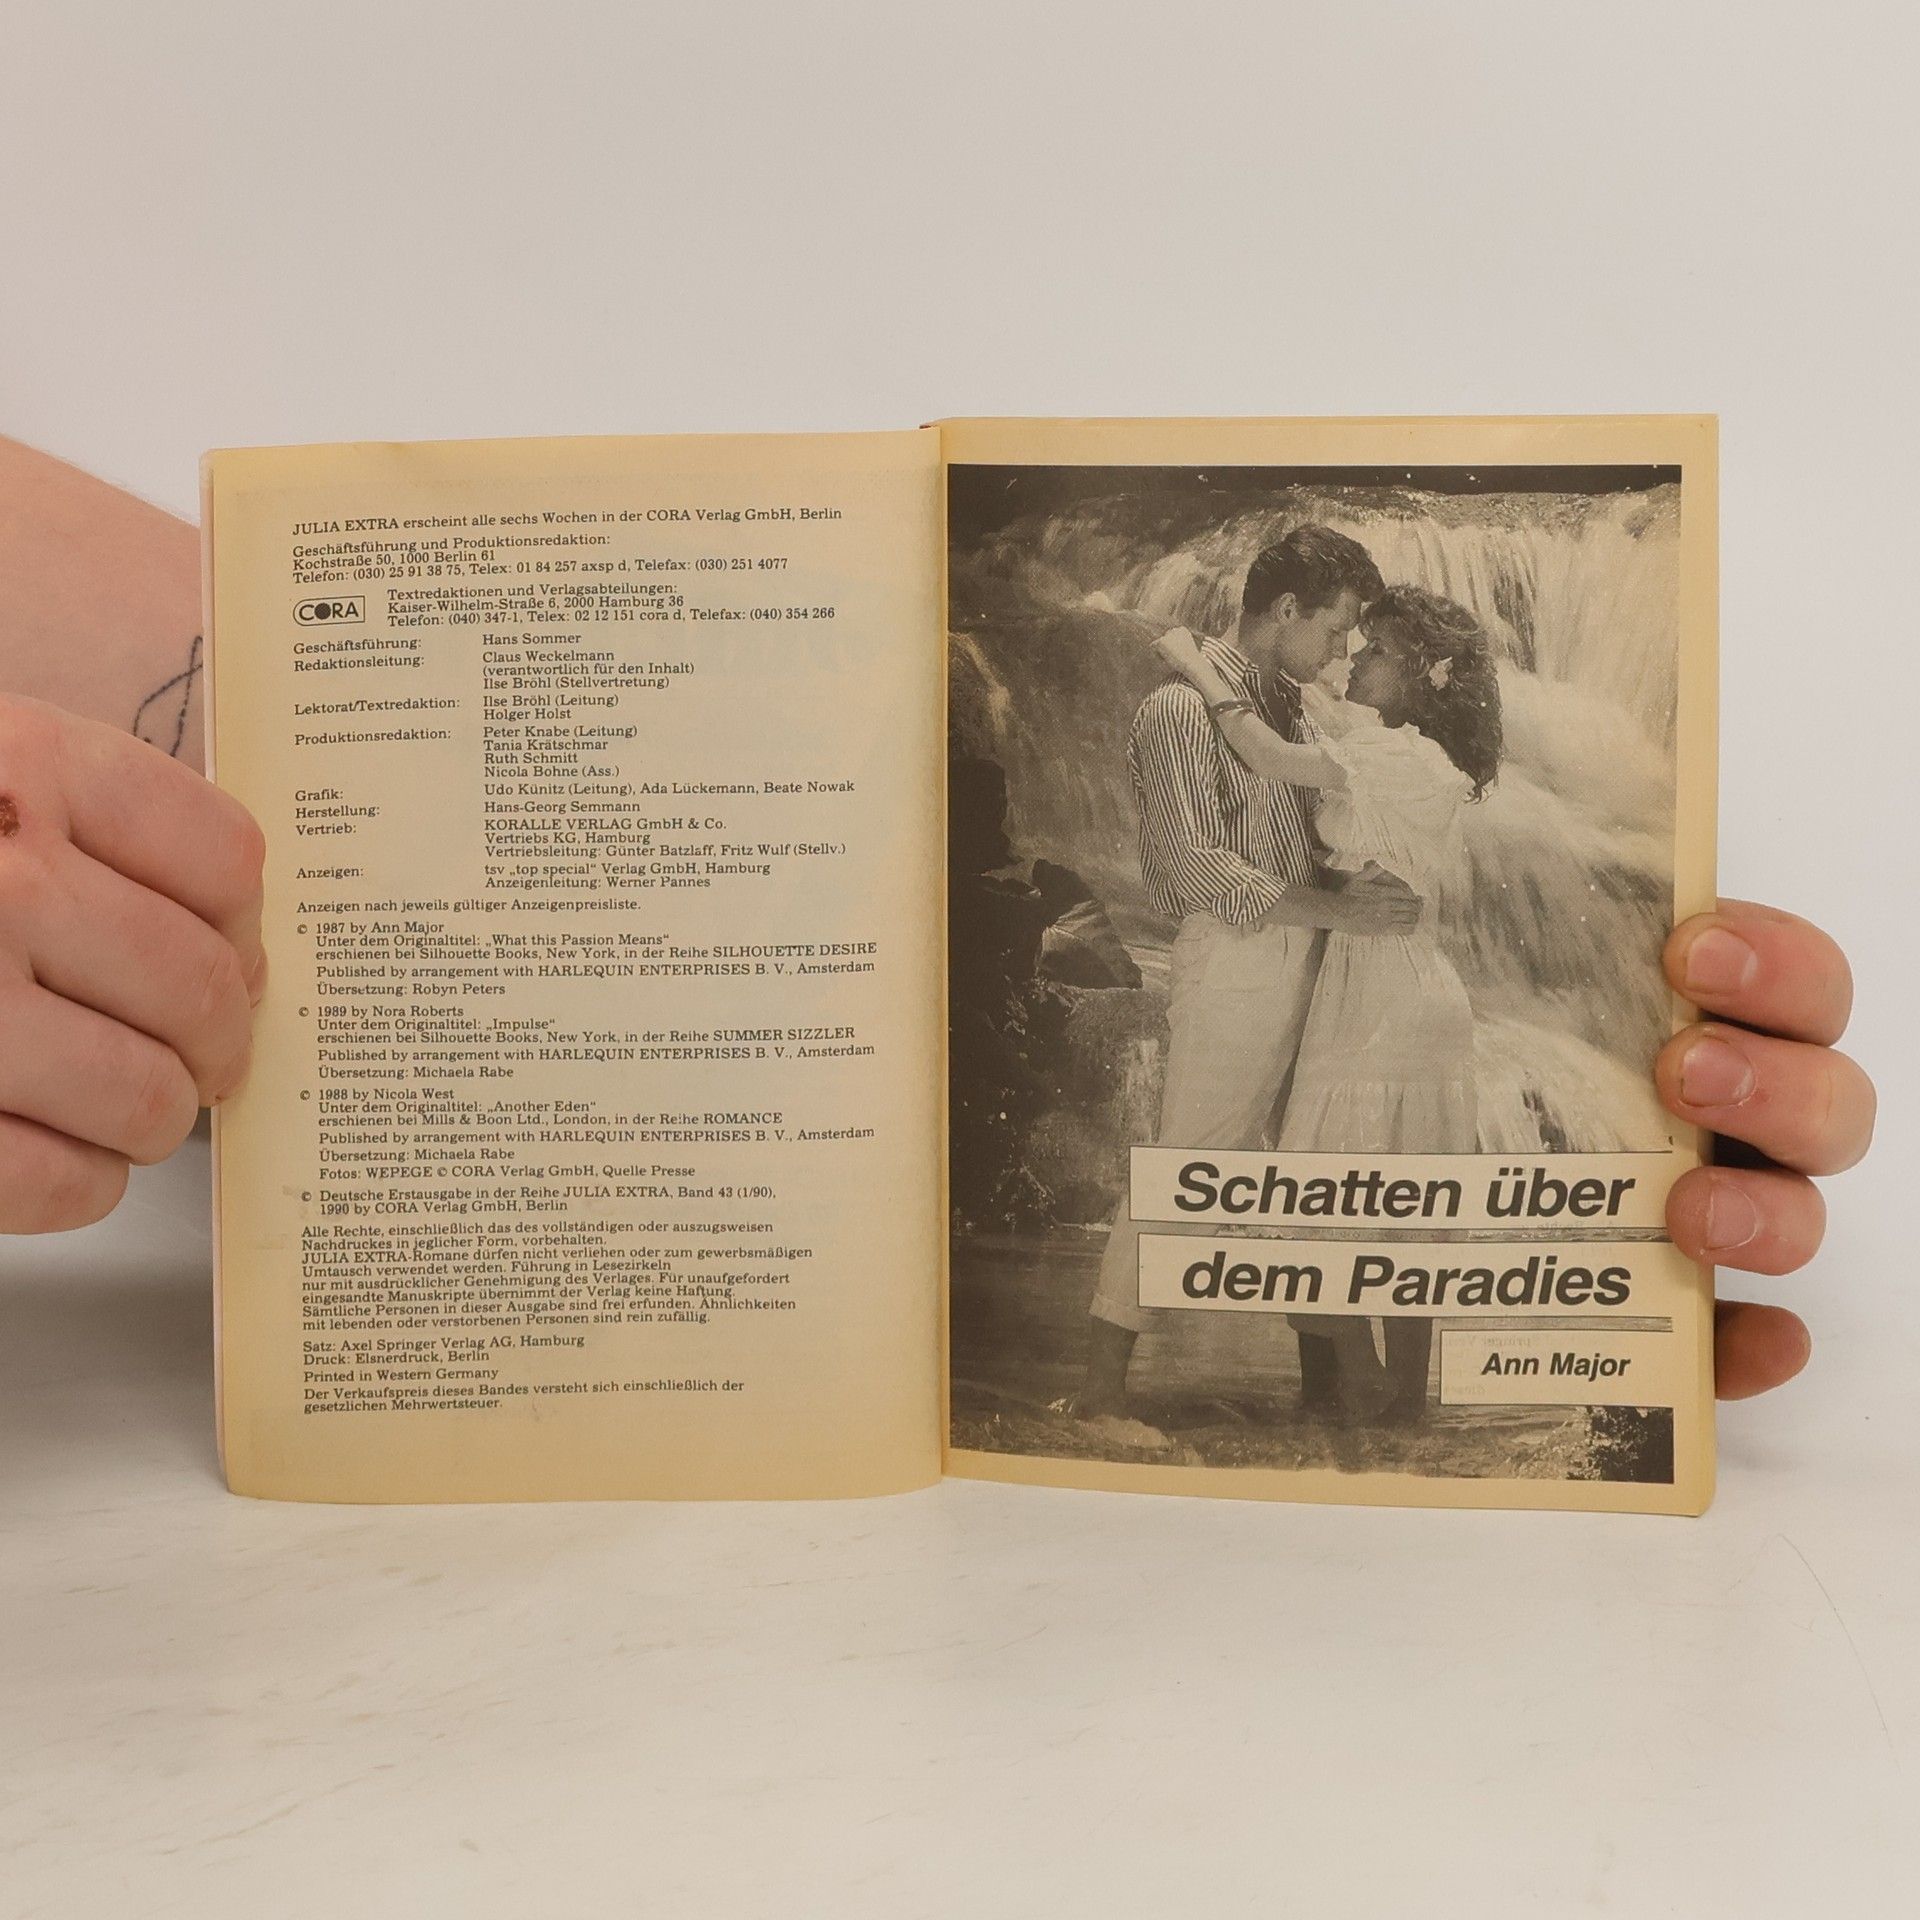 JULIA EXTRA erscheint alle sechs Wochen in der CORA Verlag GmbH, Berlin
Geschäftsführung und Produktionsredaktion:
Kochstraße 50, 1000 Berlin 61
Telefon: (030) 25 91 38 75, Telex: 01 84 257 axsp d, Telefax: (030) 251 4077
CORA
Textredaktionen und Verlagsabteilungen:
Kaiser-Wilhelm-Straße 6, 2000 Hamburg 36
Telefon: (040) 347-1, Telex: 02 12 151 cora d, Telefax: (040) 354 266
Geschäftsführung: Hans Sommer
Redaktionsleitung: Claus Weckelmann
(verantwortlich für den Inhalt)
Ilse Bröhl (Stellvertretung)
Lektorat/Textredaktion: Ilse Bröhl (Leitung)
Holger Holst
Produktionsredaktion: Peter Knabe (Leitung)
Tania Krätschmar
Ruth Schmitt
Nicola Bohne (Ass.)
Grafik: Udo Künitz (Leitung), Ada Lückemann, Beate Nowak
Herstellung: Hans-Georg Semmann
Vertrieb: KORALLE VERLAG GmbH & Co.
Vertriebs KG, Hamburg
Vertriebsleitung: Günter Batzlaff, Fritz Wulf (Stellv.)
Anzeigen: tsv „top special“ Verlag GmbH, Hamburg
Anzeigenleitung: Werner Pannes
Anzeigen nach jeweils gültiger Anzeigenpreisliste.
© 1987 by Ann Major
Unter dem Originaltitel: „What this Passion Means“
erschienen bei Silhouette Books, New York, in der Reihe SILHOUETTE DESIRE
Published by arrangement with HARLEQUIN ENTERPRISES B. V., Amsterdam
Übersetzung: Robyn Peters
© 1989 by Nora Roberts
Unter dem Originaltitel: „Impulse“
erschienen bei Silhouette Books, New York, in der Reihe SUMMER SIZZLER
Published by arrangement with HARLEQUIN ENTERPRISES B. V., Amsterdam
Übersetzung: Michaela Rabe
© 1988 by Nicola West
Unter dem Originaltitel: „Another Eden“
erschienen bei Mills & Boon Ltd., London, in der Reihe ROMANCE
Published by arrangement with HARLEQUIN ENTERPRISES B. V., Amsterdam
Übersetzung: Michaela Rabe
Fotos: WEPEGE © CORA Verlag GmbH, Quelle Presse
© Deutsche Erstausgabe in der Reihe JULIA EXTRA, Band 43 (1/90),
1990 by CORA Verlag GmbH, Berlin
Alle Rechte, einschließlich das des vollständigen oder auszugsweisen
Nachdruckes in jeglicher Form, vorbehalten.
JULIA EXTRA-Romane dürfen nicht verliehen oder zum gewerbsmäßigen
Umtausch verwendet werden. Führung in Lesezirkeln
nur mit ausdrücklicher Genehmigung des Verlages. Für unaufgefordert
eingesandte Manuskripte übernimmt der Verlag keine Haftung.
Sämtliche Personen in dieser Ausgabe sind frei erfunden. Ähnlichkeiten
mit lebenden oder verstorbenen Personen sind rein zufällig.
Satz: Axel Springer Verlag AG, Hamburg
Druck: Elsnerdruck, Berlin
Printed in Western Germany
Der Verkaufspreis dieses Bandes versteht sich einschließlich der
gesetzlichen Mehrwertsteuer.
Schatten über
dem Paradies
Ann Major